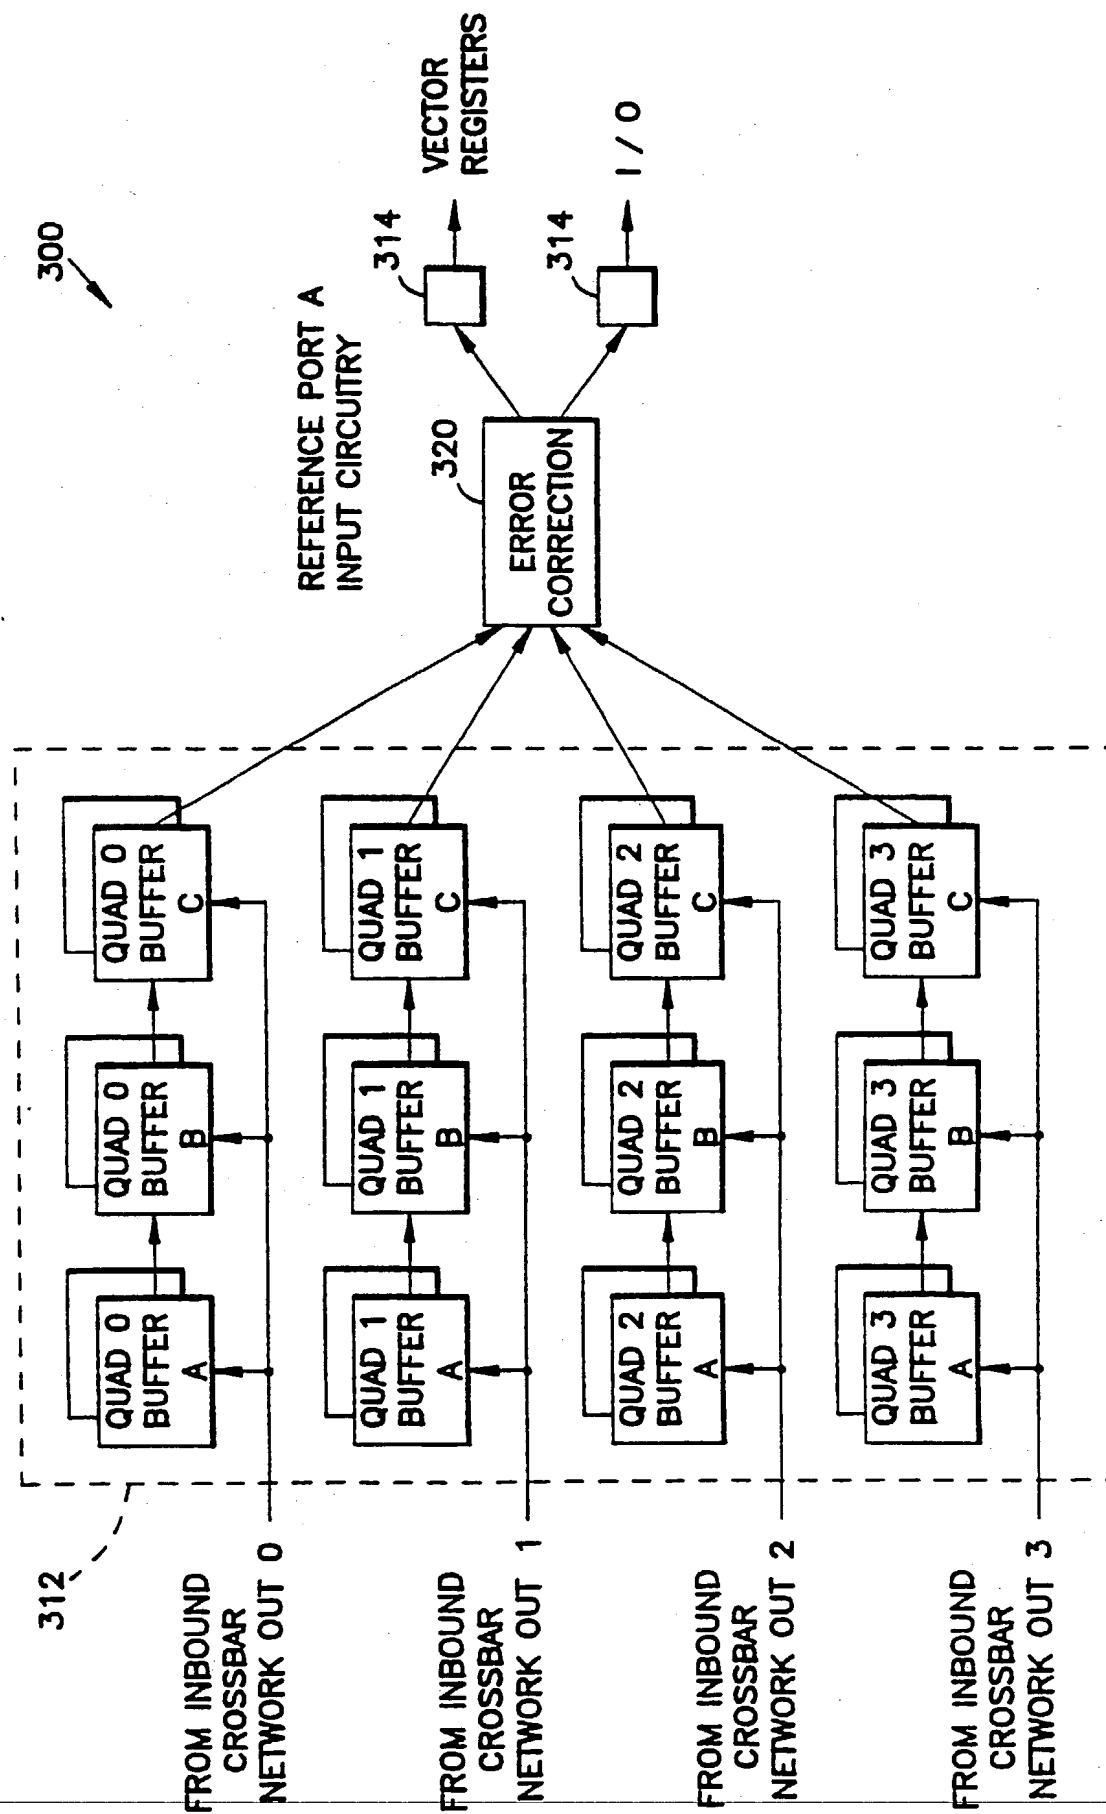 300
REFERENCE PORT A
INPUT CIRCUITRY
312
FROM INBOUND
CROSSBAR
NETWORK OUT 0
QUAD 0
BUFFER
A
QUAD 0
BUFFER
B
QUAD 0
BUFFER
C
FROM INBOUND
CROSSBAR
NETWORK OUT 1
QUAD 1
BUFFER
A
QUAD 1
BUFFER
B
QUAD 1
BUFFER
C
FROM INBOUND
CROSSBAR
NETWORK OUT 2
QUAD 2
BUFFER
A
QUAD 2
BUFFER
B
QUAD 2
BUFFER
C
FROM INBOUND
CROSSBAR
NETWORK OUT 3
QUAD 3
BUFFER
A
QUAD 3
BUFFER
B
QUAD 3
BUFFER
C
320
ERROR
CORRECTION
314
VECTOR
REGISTERS
314
I / O